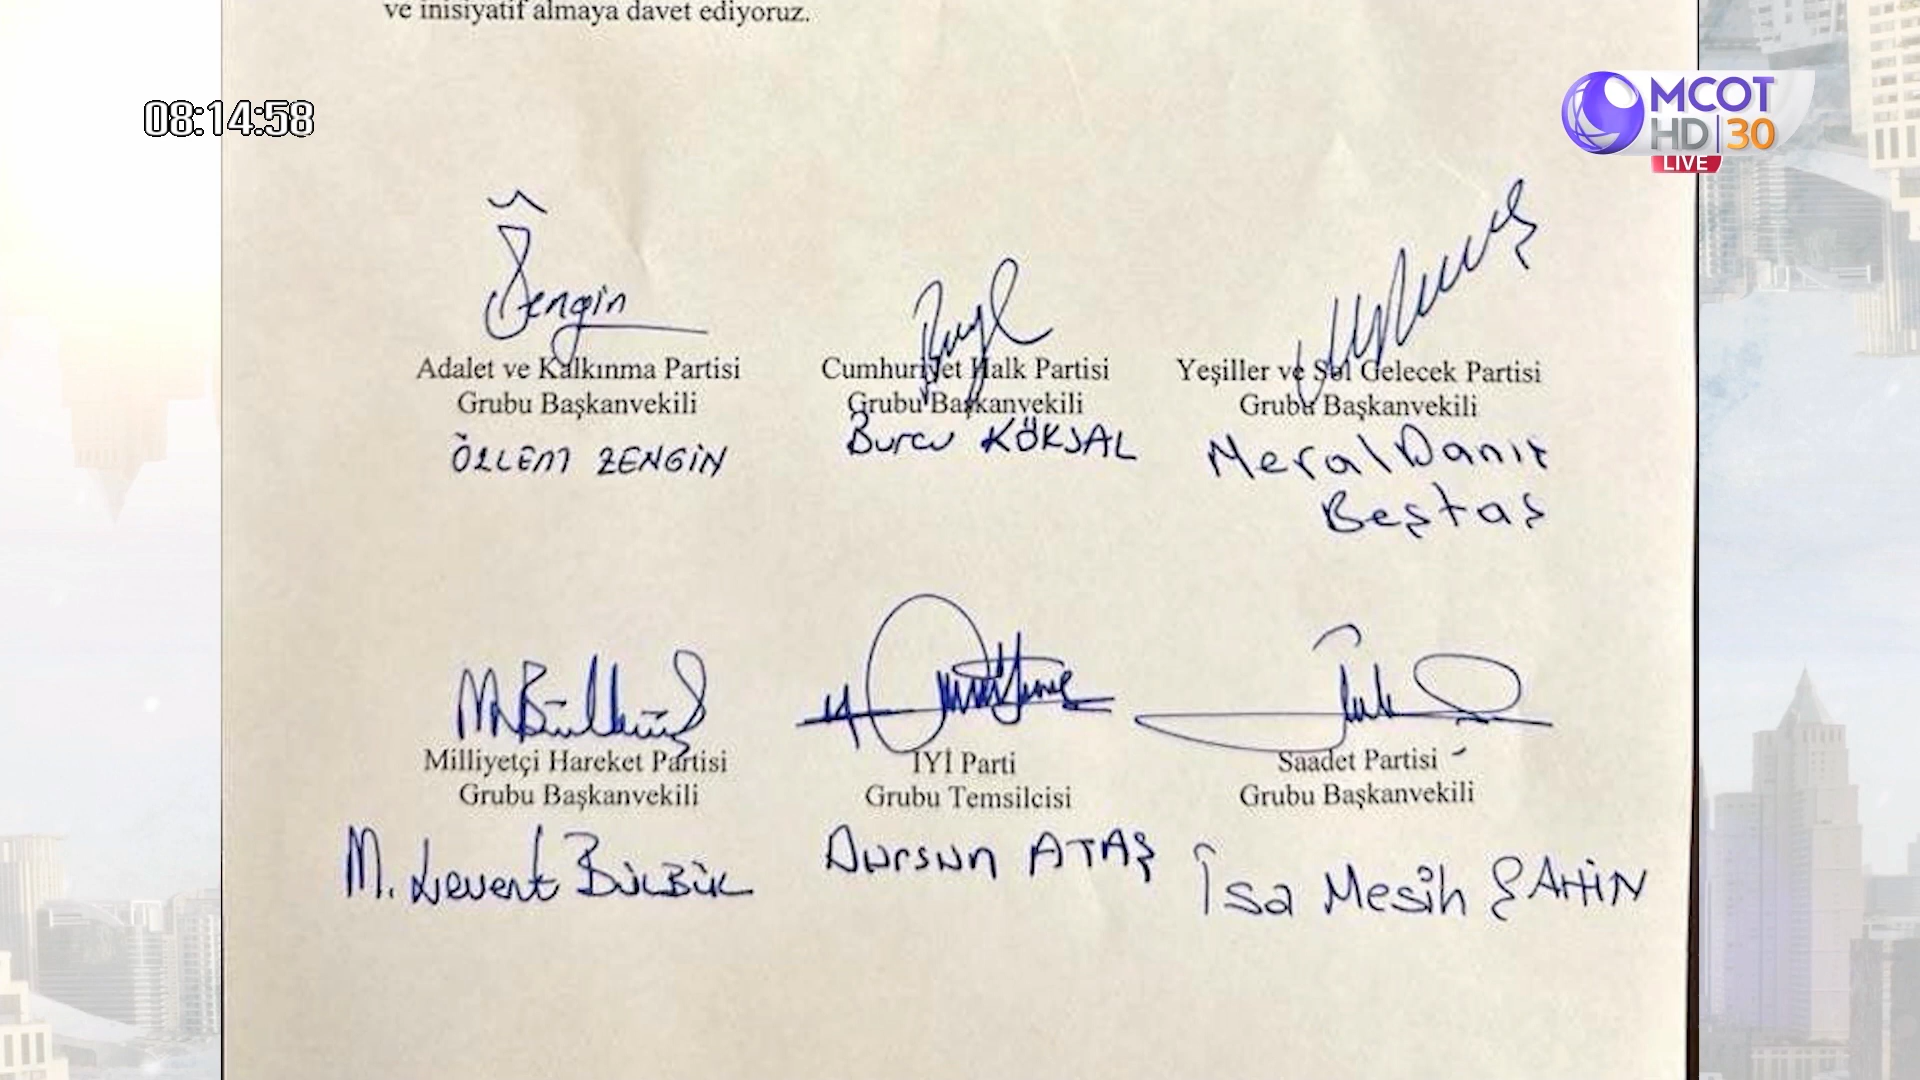 ve inisiyatif almaya davet ediyoruz.
08:14:58
MCOT
HD 30
LIVE
Zengin
Adalet ve Kalkınma Partisi
Grubu Başkanvekili
ÖZLEM ZENGİN
Cumhuriyet Halk Partisi
Grubu Başkanvekili
Burcu KÖKSAL
Yeşiller ve Sol Gelecek Partisi
Grubu Başkanvekili
Meral Danış
Beştaş
M. Bülbül
Milliyetçi Hareket Partisi
Grubu Başkanvekili
M. Levent BÜLBÜL
İYİ Parti
Grubu Temsilcisi
Dursun ATAŞ
Saadet Partisi
Grubu Başkanvekili
İsa Mesih ŞAHİN